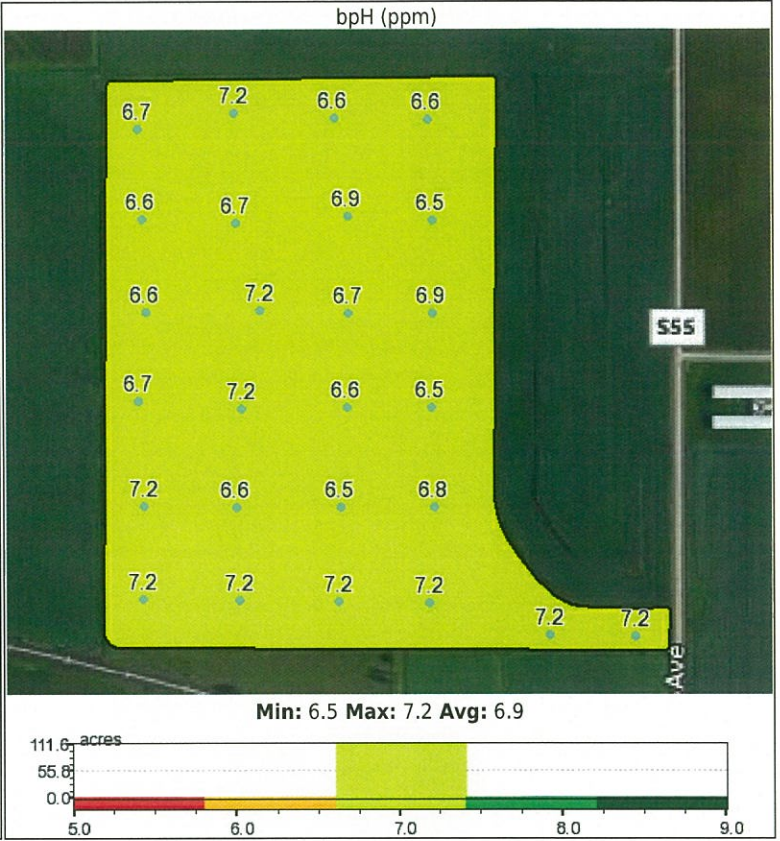 bpH (ppm)
6.7 7.2 6.6 6.6
6.6 6.7 6.9 6.5
6.6 7.2 6.7 6.9
S55
6.7 7.2 6.6 6.5
7.2 6.6 6.5 6.8
7.2 7.2 7.2 7.2
7.2 7.2
Ave
Min: 6.5 Max: 7.2 Avg: 6.9
111.6 acres
55.8
0.0
5.0 6.0 7.0 8.0 9.0